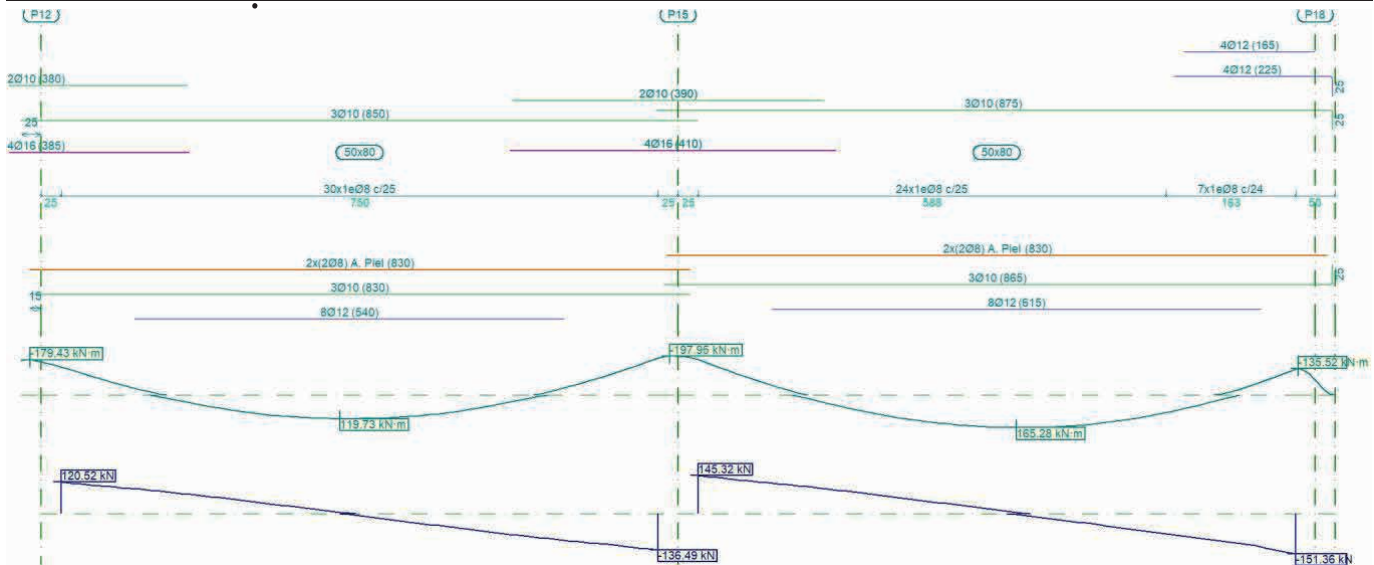 P12 P15 P18
4Ø12 (165)
2Ø10 (380) 4Ø12 (225)
25
2Ø10 (390)
3Ø10 (875)
25 3Ø10 (850) 25
4Ø16 (385) 50x80 4Ø16 (410) 50x80
30x1eØ8 c/25 24x1eØ8 c/25 7x1eØ8 c/24
25 750 25 25 588 163 50
2x(2Ø8) A. Piel (830)
2x(2Ø8) A. Piel (830)
3Ø10 (865) 25
15 3Ø10 (830)
8Ø12 (540) 8Ø12 (615)
-179.43 kN·m -197.95 kN·m -135.52 kN·m
119.73 kN·m 165.28 kN·m
120.52 kN 145.32 kN
-136.49 kN -151.36 kN